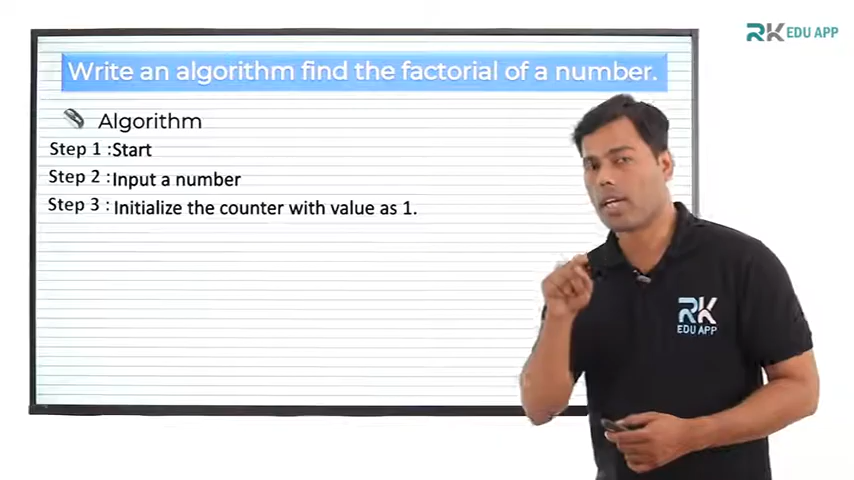 RK EDU APP
Write an algorithm find the factorial of a number.
Algorithm
Step 1 :Start
Step 2 :Input a number
Step 3 : Initialize the counter with value as 1.
RK
EDU APP